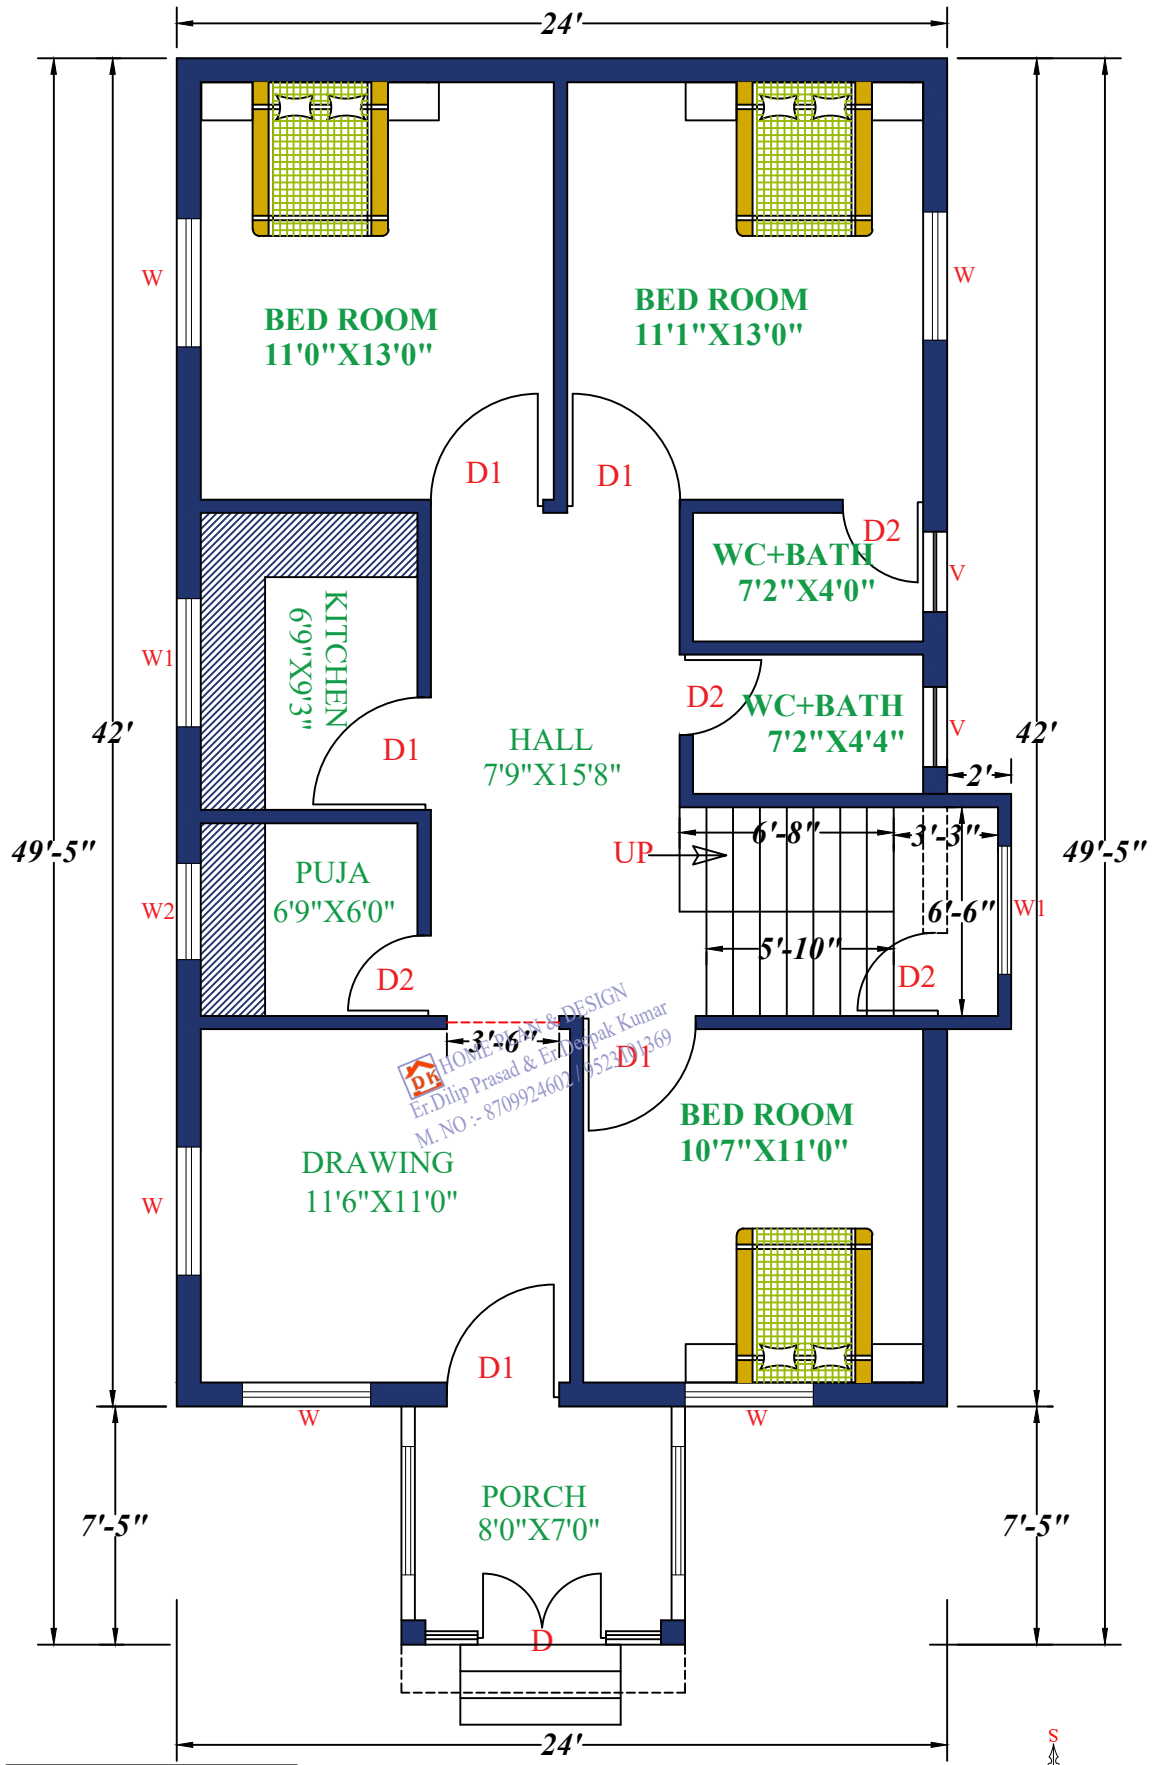 24'
W
BED ROOM
11'0"X13'0"
BED ROOM
11'1"X13'0"
W
D1
D1
D2
WC+BATH
7'2"X4'0"
V
W1
KITCHEN
6'9"X9'3"
D1
D2
WC+BATH
7'2"X4'4"
V
42'
HALL
7'9"X15'8"
42'
2'
49'-5"
UP
6'-8"
3'-3"
49'-5"
W2
PUJA
6'9"X6'0"
6'-6"
W1
5'-10"
D2
D2
3'-6"
D1
DK
HOME PLAN & DESIGN
Er.Dilip Prasad & Er.Deepak Kumar
M. NO :- 8709924602 / 9523101369
BED ROOM
10'7"X11'0"
DRAWING
11'6"X11'0"
W
D1
W
W
PORCH
8'0"X7'0"
7'-5"
7'-5"
D
24'
S